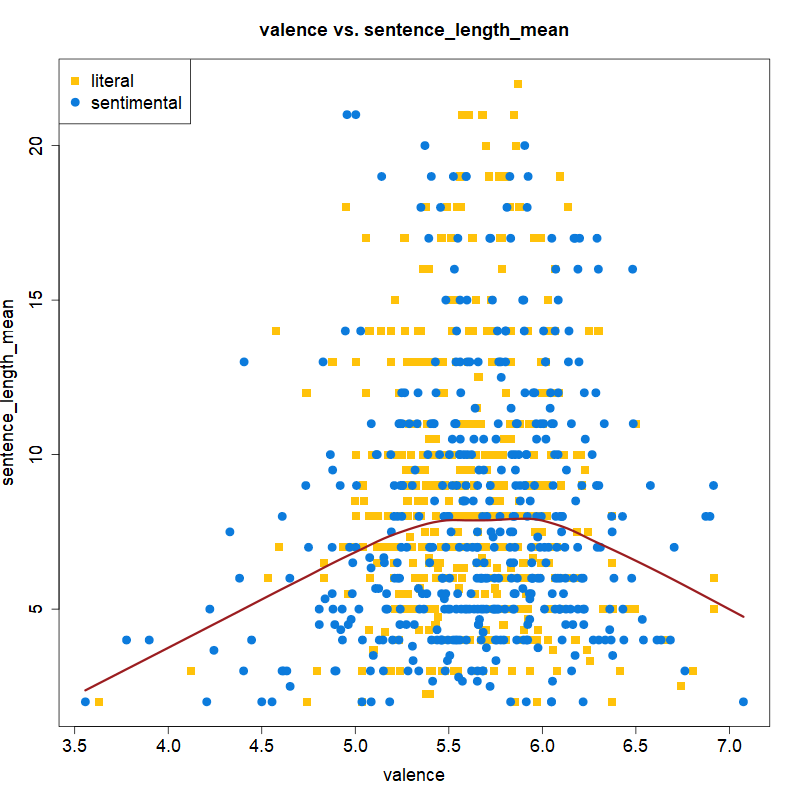 valence vs. sentence_length_mean
literal
sentimental
sentence_length_mean
20
15
10
5
3.5 4.0 4.5 5.0 5.5 6.0 6.5 7.0
valence